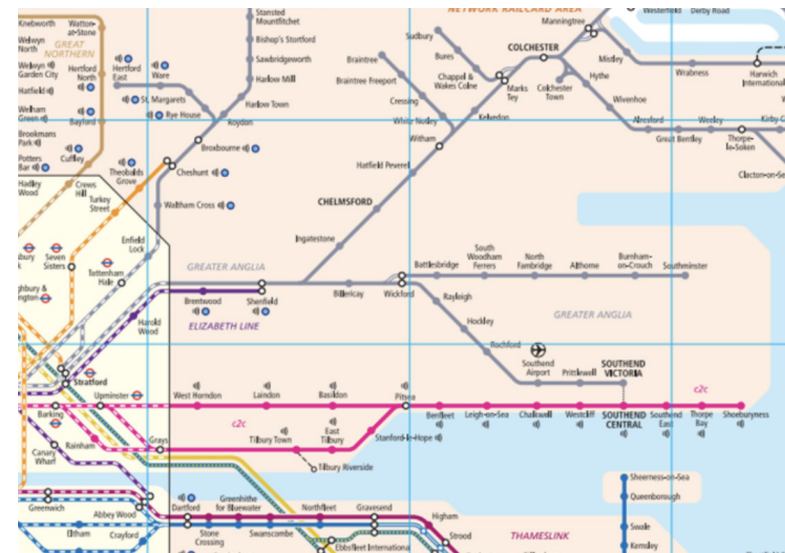 NETWORK RAILCARD AREA
Westerfield
Derby Road
Knebworth
Watton-
at-Stone
Stansted
Mountfitchet
Sudbury
Manningtree
Welwyn
North
GREAT
NORTHERN
Bishop's Stortford
Braintree
Bures
COLCHESTER
Welwyn
Garden City
Hertford
North
Hertford
East
Ware
Sawbridgeworth
Braintree Freeport
Chappel &
Wakes Colne
Marks
Tey
Colchester
Town
Hythe
Mistley
Wrabness
Harwich
International
Hatfield
St. Margarets
Harlow Mill
Cressing
Wivenhoe
Welham
Green
Bayford
Rye House
Harlow Town
Roydon
White Notley
Kelvedon
Alresford
Weeley
Great Bentley
Thorpe-
le-Soken
Kirby C
Brookmans
Park
Broxbourne
Witham
Potters
Bar
Cuffley
Theobalds
Grove
Cheshunt
Hatfield Peverel
Clacton-on-Se
Hadley
Wood
Crews
Hill
Turkey
Street
Waltham Cross
CHELMSFORD
Enfield
Lock
Ingatestone
sbury
k
Seven
Sisters
Tottenham
Hale
GREATER ANGLIA
Battlesbridge
South
Woodham
Ferrers
North
Fambridge
Althorne
Burnham-
on-Crouch
Southminster
ghbury &
ngton
Brentwood
Shenfield
Billericay
Wickford
Rayleigh
Harold
Wood
ELIZABETH LINE
Hockley
GREATER ANGLIA
Rochford
Stratford
Southend
Airport
Prittlewell
SOUTHEND
VICTORIA
Upminster
West Horndon
Laindon
Basildon
Pitsea
c2c
Barking
c2c
Benfleet
Leigh-on-Sea
Chalkwell
Westcliff
SOUTHEND
CENTRAL
Southend
East
Thorpe
Bay
Shoeburyness
Rainham
Grays
Tilbury Town
East
Tilbury
Stanford-le-Hope
Canary
Wharf
Tilbury Riverside
Sheerness-on-Sea
Greenwich
Abbey Wood
Dartford
Greenhithe
for Bluewater
Northfleet
Gravesend
Higham
Queenborough
Eltham
Crayford
Stone
Crossing
Swanscombe
Strood
THAMESLINK
Swale
Ebbsfleet International
Kemsley